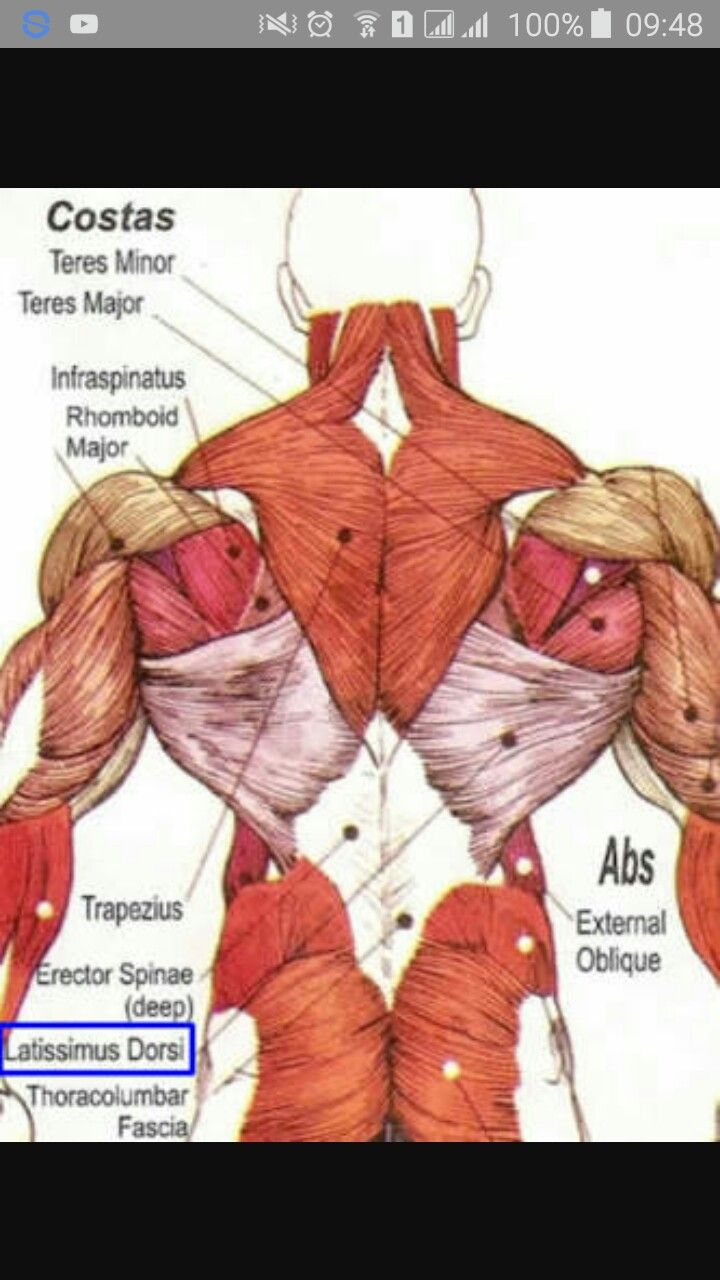 100% 09:48
Costas
Teres Minor
Teres Major
Infraspinatus
Rhomboid
Major
Trapezius
Abs
External
Oblique
Erector Spinae
(deep)
Latissimus Dorsi
Thoracolumbar
Fascia